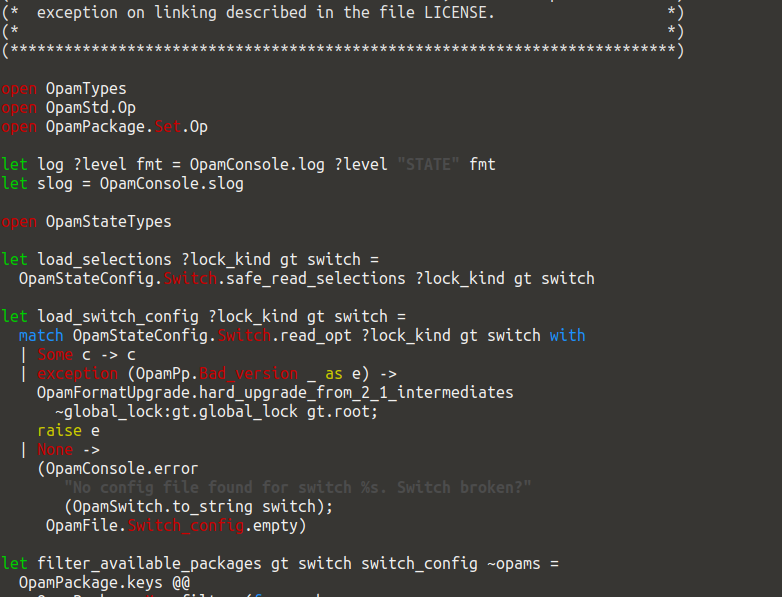 (*  exception on linking described in the file LICENSE.                   *)
(*                                                                        *)
(**************************************************************************)
open OpamTypes
open OpamStd.Op
open OpamPackage.Set.Op
let log ?level fmt = OpamConsole.log ?level "STATE" fmt
let slog = OpamConsole.slog
open OpamStateTypes
let load_selections ?lock_kind gt switch =
  OpamStateConfig.Switch.safe_read_selections ?lock_kind gt switch
let load_switch_config ?lock_kind gt switch =
  match OpamStateConfig.Switch.read_opt ?lock_kind gt switch with
  | Some c -> c
  | exception (OpamPp.Bad_version _ as e) ->
    OpamFormatUpgrade.hard_upgrade_from_2_1_intermediates
      ~global_lock:gt.global_lock gt.root;
    raise e
  | None ->
    (OpamConsole.error
       "No config file found for switch %s. Switch broken?"
       (OpamSwitch.to_string switch);
     OpamFile.Switch_config.empty)
let filter_available_packages gt switch switch_config ~opams =
  OpamPackage.keys @@